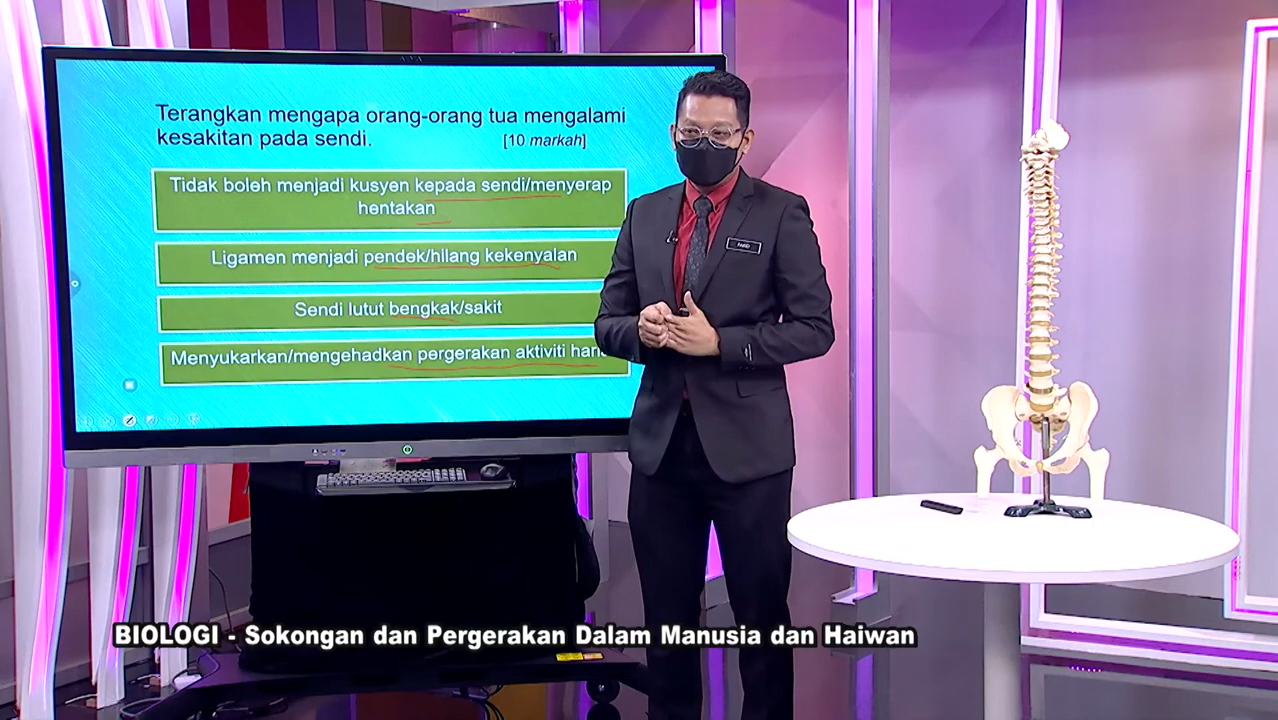 Terangkan mengapa orang-orang tua mengalami
kesakitan pada sendi. [10 markah]
Tidak boleh menjadi kusyen kepada sendi/menyerap
hentakan
Ligamen menjadi pendek/hilang kekenyalan
Sendi lutut bengkak/sakit
Menyukarkan/mengehadkan pergerakan aktiviti
BIOLOGI - Sokongan dan Pergerakan Dalam Manusia dan Haiwan